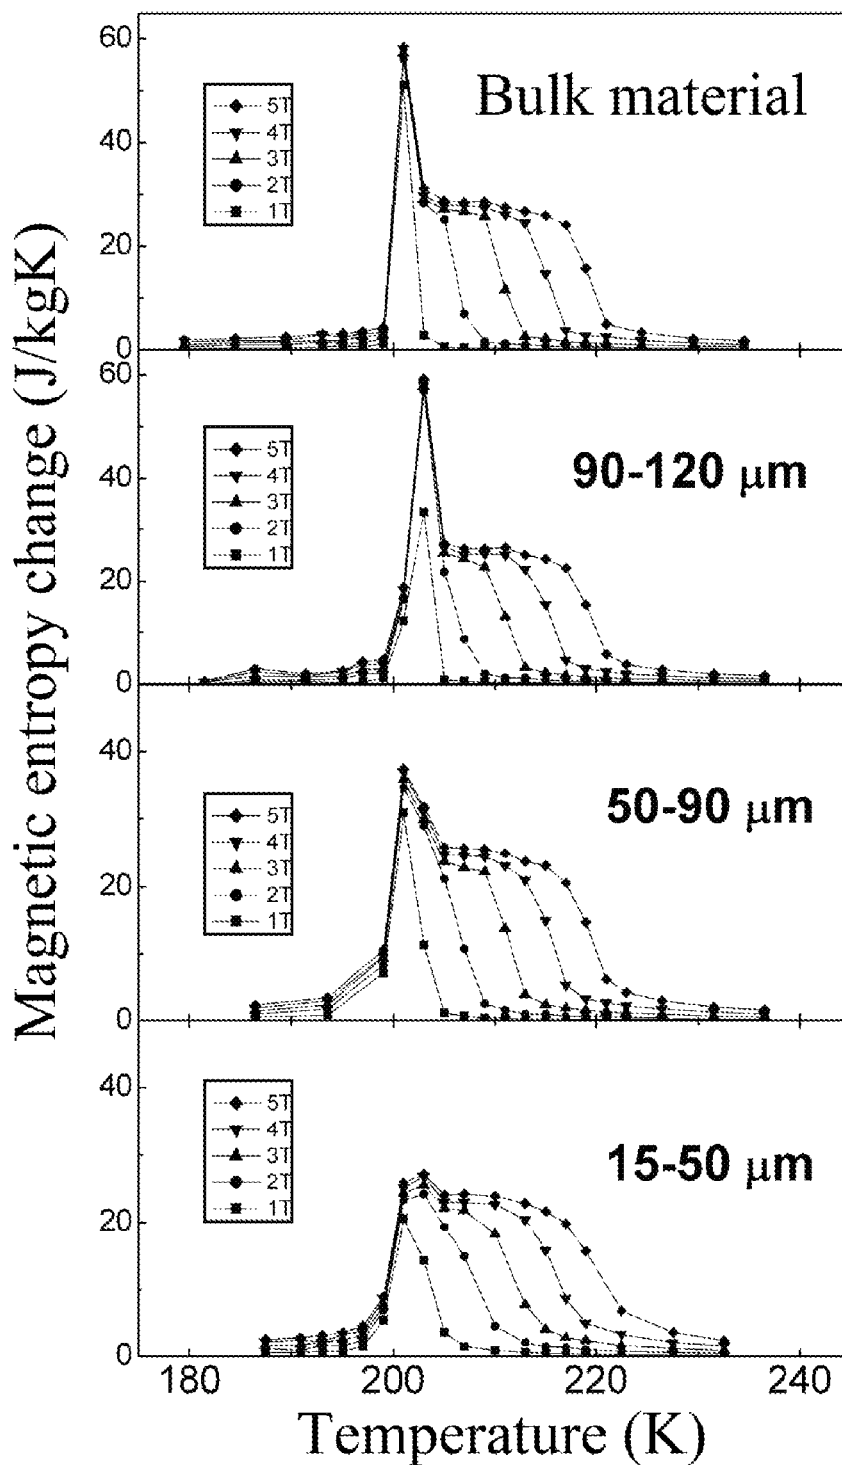 Magnetic entropy change (J/kgK)
60
40
20
0
5T
4T
3T
2T
1T
Bulk material
60
40
20
0
5T
4T
3T
2T
1T
90-120 μm
40
20
0
5T
4T
3T
2T
1T
50-90 μm
40
20
0
5T
4T
3T
2T
1T
15-50 μm
180 200 220 240
Temperature (K)